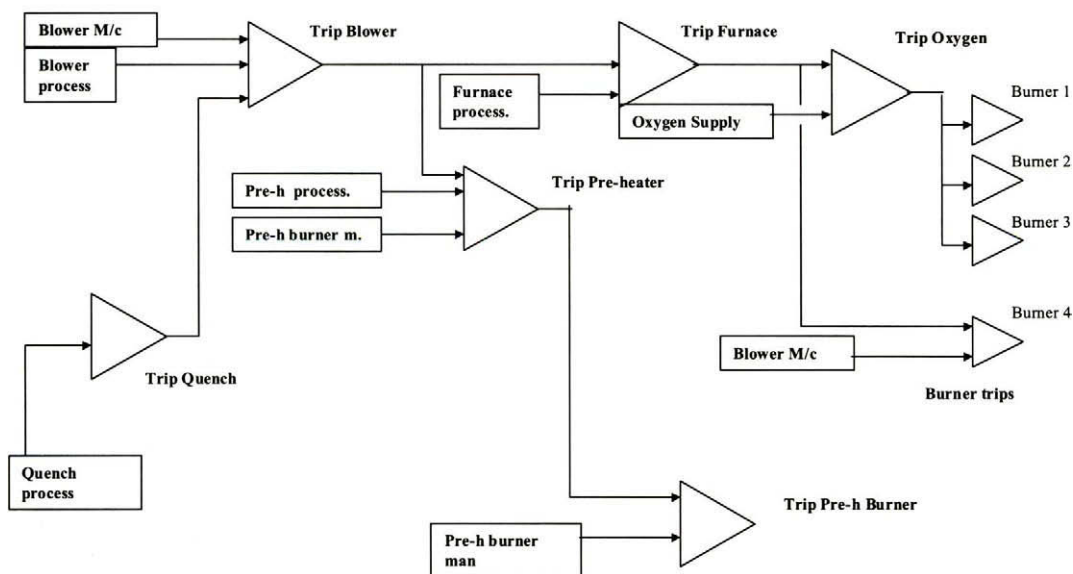 Blower M/c
Trip Blower
Trip Furnace
Trip Oxygen
Blower
process
Furnace
process.
Oxygen Supply
Burner 1
Burner 2
Burner 3
Pre-h  process.
Trip Pre-heater
Pre-h burner m.
Burner 4
Blower M/c
Trip Quench
Burner trips
Quench
process
Trip Pre-h Burner
Pre-h burner
man